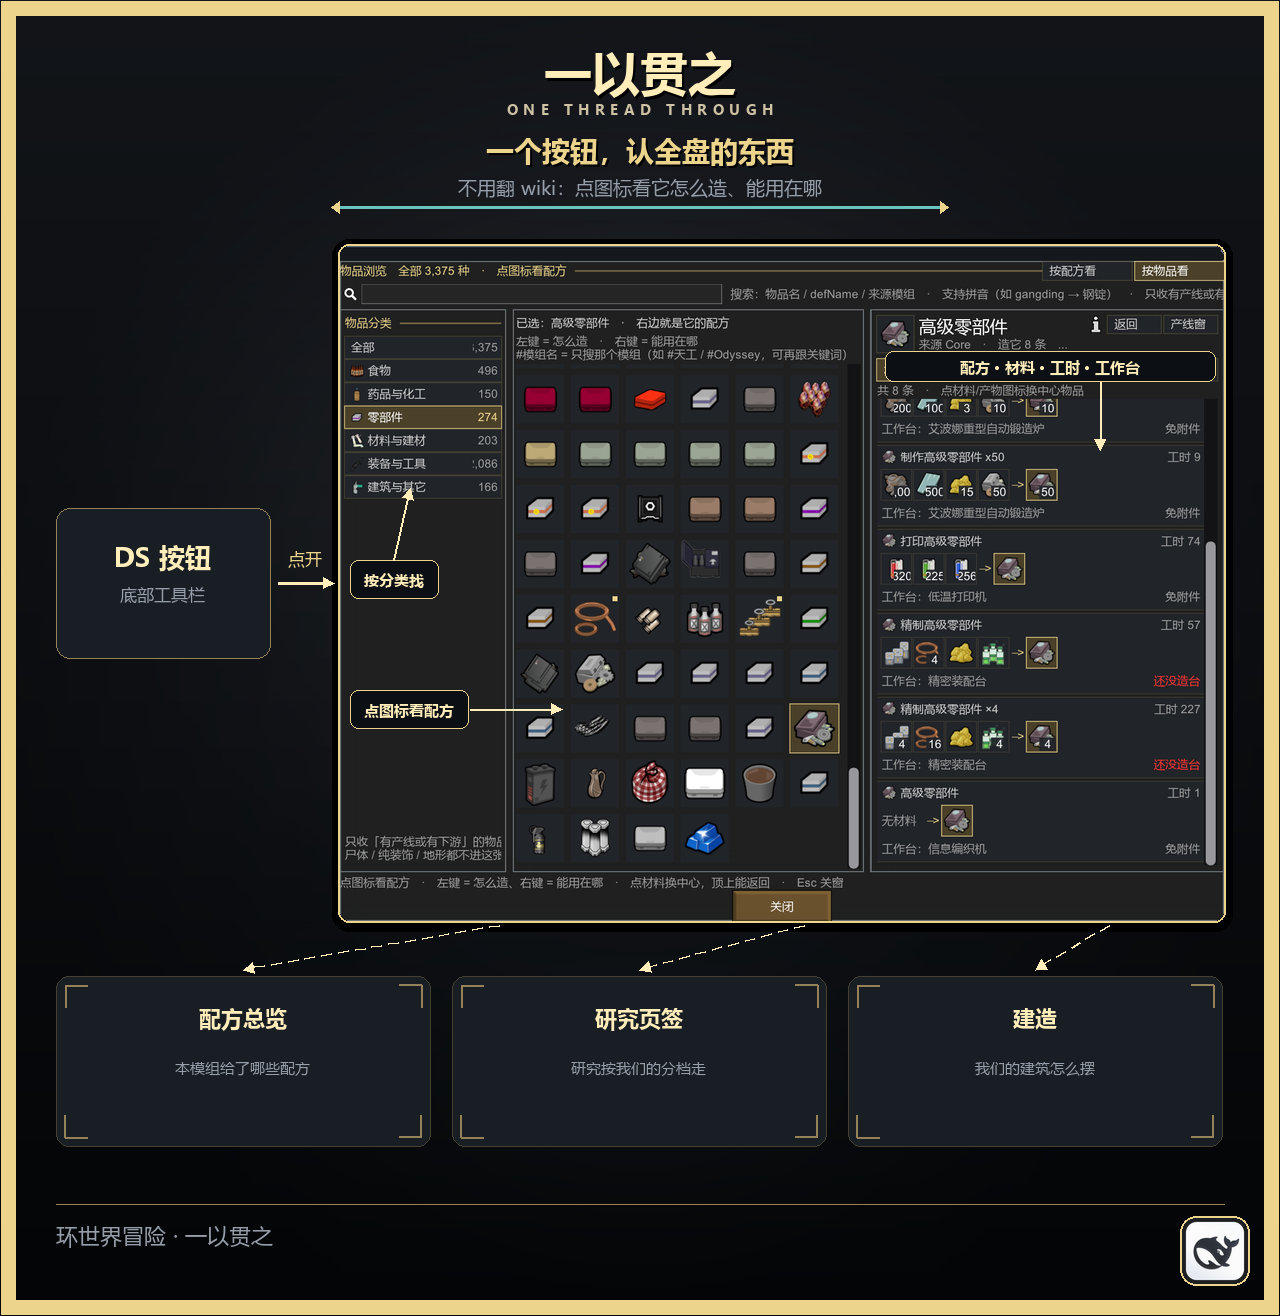 一以贯之
ONE THREAD THROUGH
一个按钮，认全盘的东西
不用翻 wiki：点图标看它怎么造、能用在哪
物品浏览 全部 3,375 种 · 点图标看配方
按配方看
按物品看
搜索：物品名 / defName / 来源模组 · 支持拼音（如 gangding → 钢锭） · 只收有产线或有
物品分类
全部 3,375
食物 496
药品与化工 150
零部件 274
材料与建材 203
装备与工具 ,086
建筑与其它 166
按分类找
点图标看配方
只收「有产线或有下游」的物品
尸体 / 纯装饰 / 地形都不进这张
已选：高级零部件 · 右边就是它的配方
左键 = 怎么造 · 右键 = 能用在哪
#模组名 = 只搜那个模组（如 #天工 / #Odyssey，可再跟关键词）
高级零部件
返回
产线窗
来源 Core · 造它 8 条 ...
配方・材料・工时・工作台
共 8 条 · 点材料/产物图标换中心物品
200 100 3 10 -> 10
工作台：艾波娜重型自动锻造炉 免附件
制作高级零部件 x50 工时 9
,00 500 15 50 -> 50
工作台：艾波娜重型自动锻造炉 免附件
打印高级零部件 工时 74
320 225 256 ->
工作台：低温打印机 免附件
精制高级零部件 工时 57
4 ->
工作台：精密装配台 还没造台
精制高级零部件 ×4 工时 227
4 16 4 -> 4
工作台：精密装配台 还没造台
高级零部件 工时 1
无材料 ->
工作台：信息编织机 免附件
点图标看配方 · 左键 = 怎么造、右键 = 能用在哪 · 点材料换中心，顶上能返回 · Esc 关窗
关闭
DS 按钮
底部工具栏
点开
配方总览
本模组给了哪些配方
研究页签
研究按我们的分档走
建造
我们的建筑怎么摆
环世界冒险 · 一以贯之